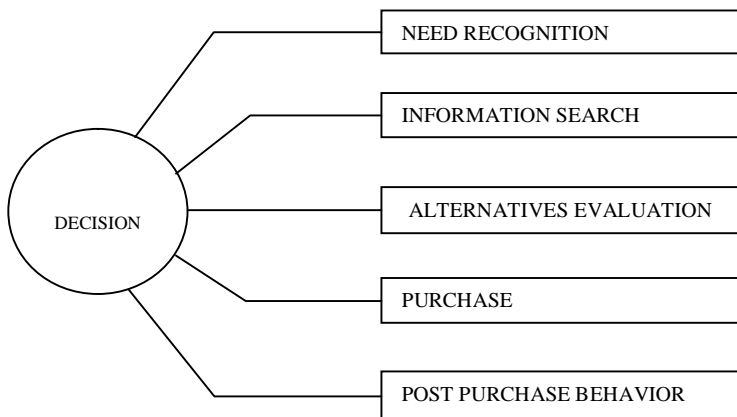 NEED RECOGNITION
INFORMATION SEARCH
ALTERNATIVES EVALUATION
DECISION
PURCHASE
POST PURCHASE BEHAVIOR